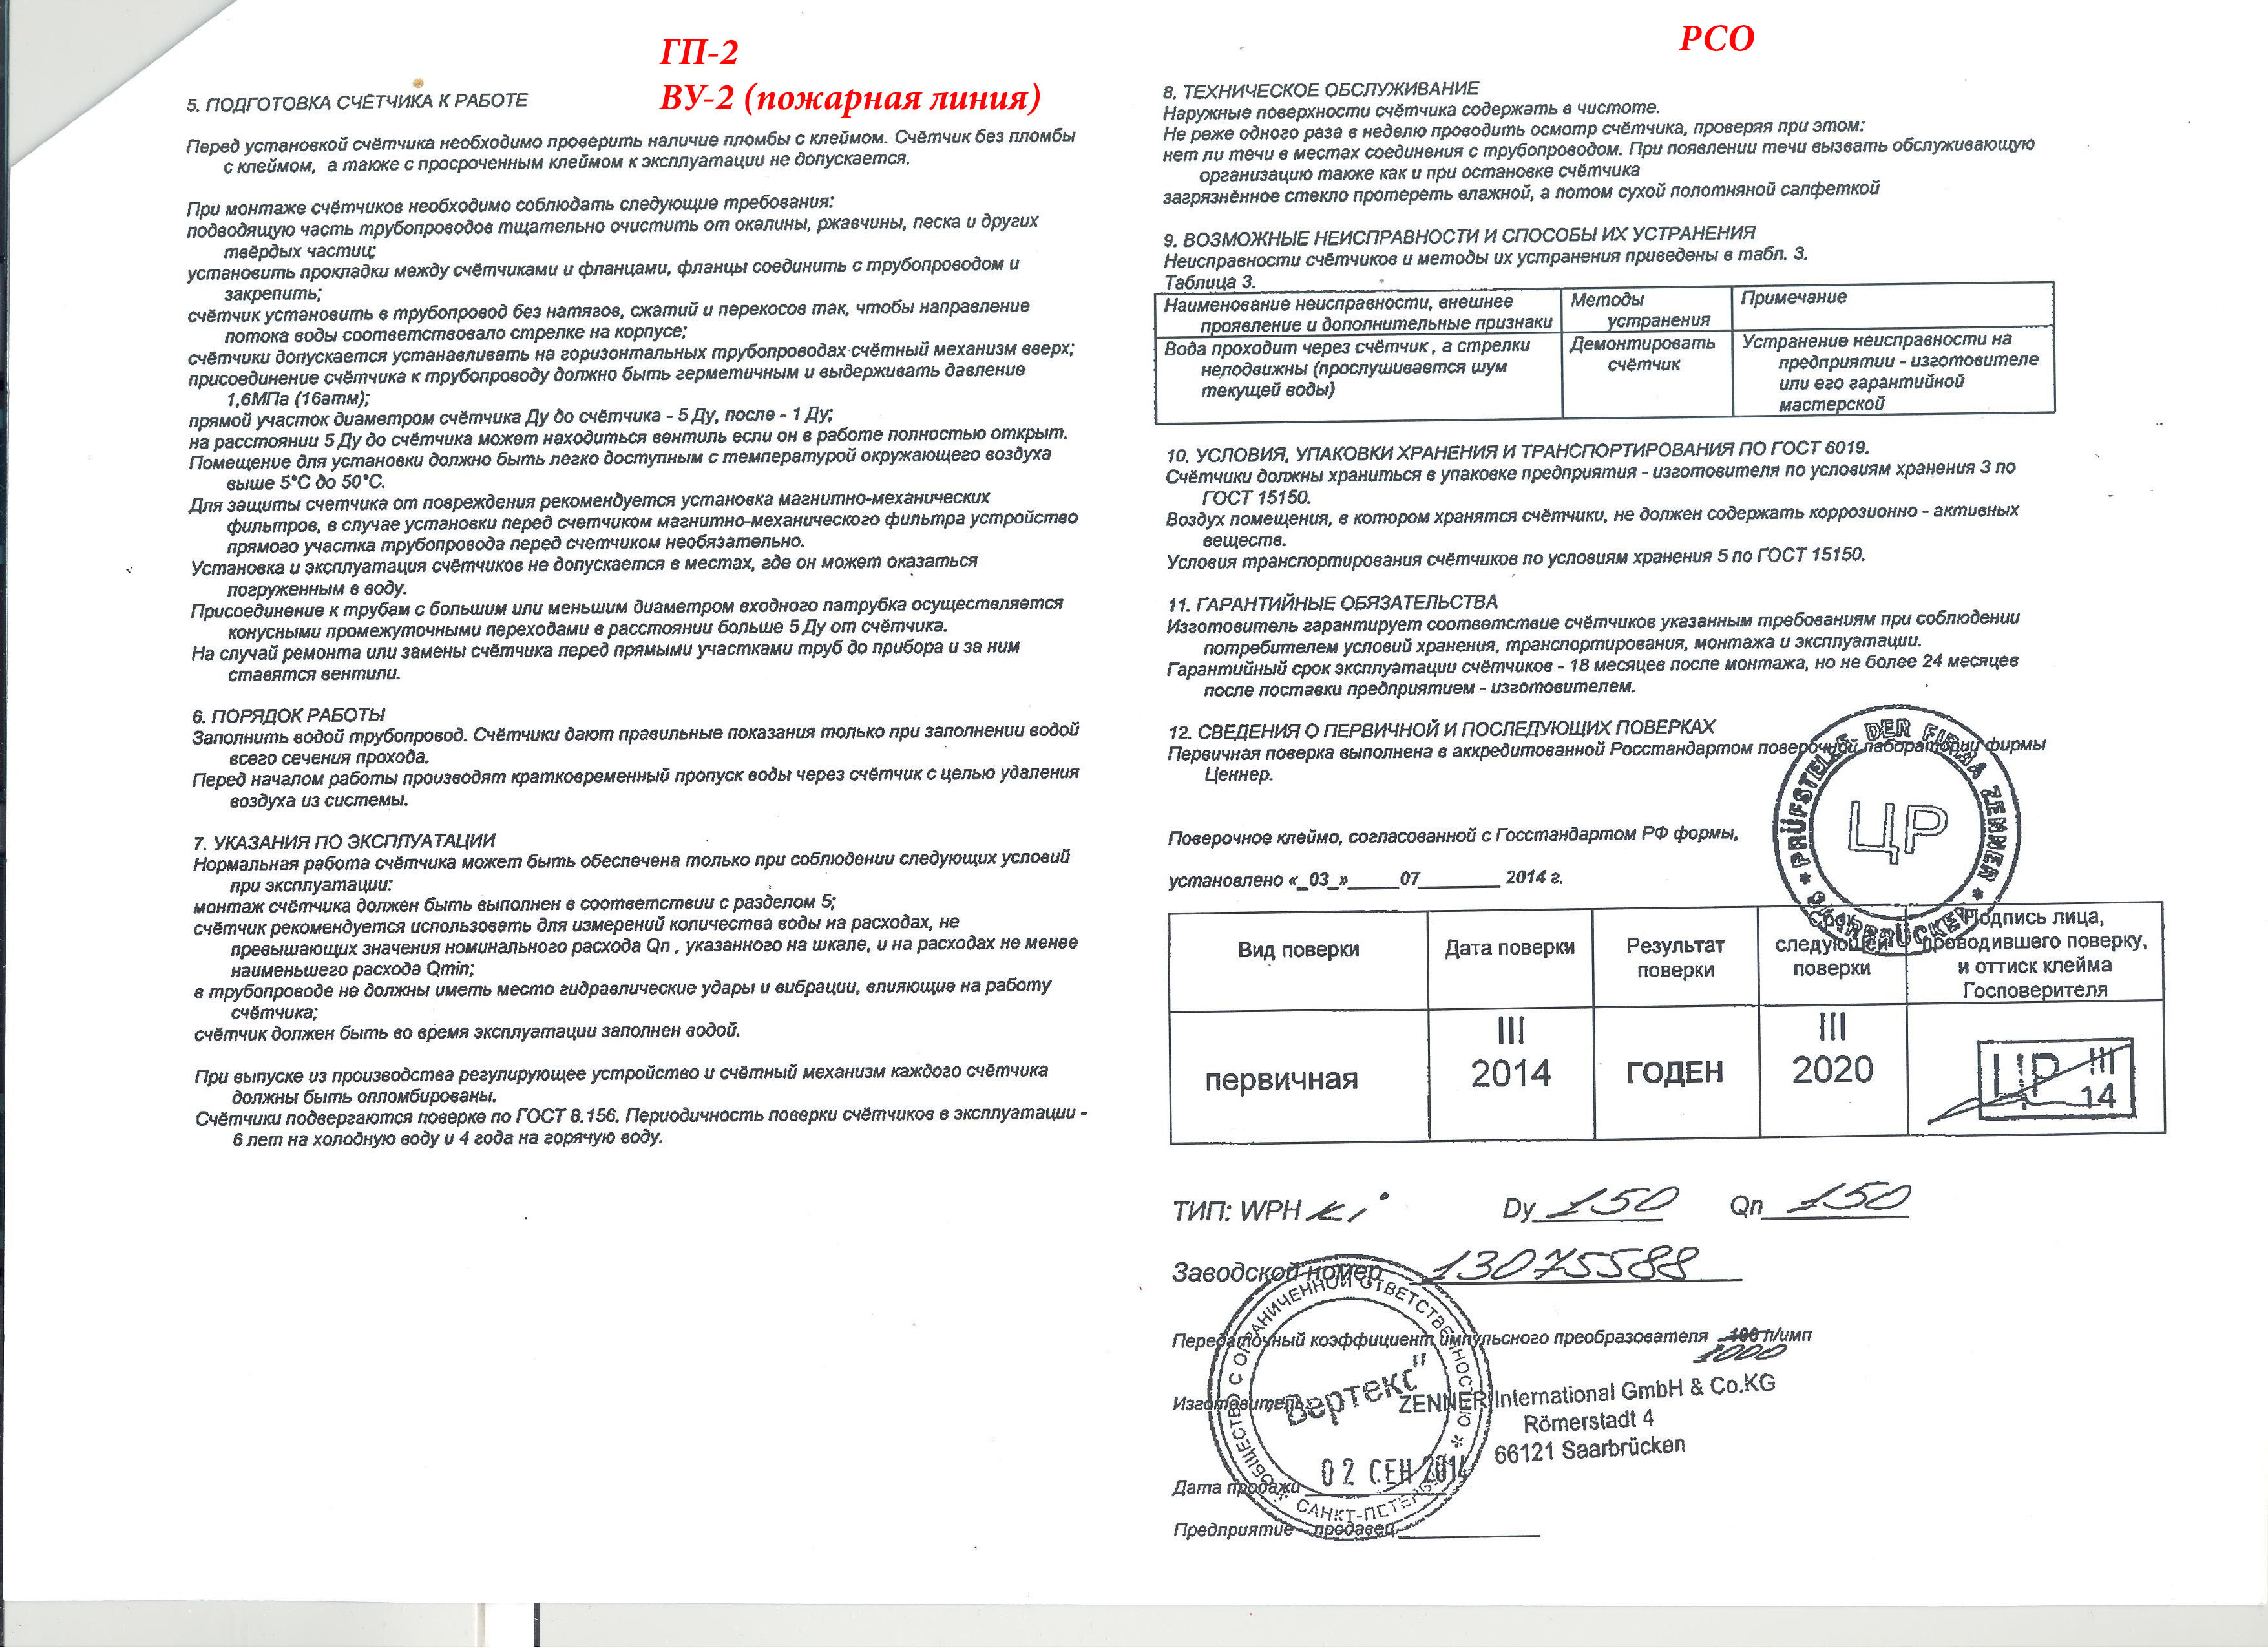 ГП-2
ВУ-2 (пожарная линия)
5. ПОДГОТОВКА СЧЁТЧИКА К РАБОТЕ
Перед установкой счётчика необходимо проверить наличие пломбы с клеймом. Счётчик без пломбы
с клеймом, а также с просроченным клеймом к эксплуатации не допускается.
При монтаже счётчиков необходимо соблюдать следующие требования:
подводящую часть трубопроводов тщательно очистить от окалины, ржавчины, песка и других
твёрдых частиц;
установить прокладки между счётчиками и фланцами, фланцы соединить с трубопроводом и
закрепить;
счётчик установить в трубопровод без натягов, сжатий и перекосов так, чтобы направление
потока воды соответствовало стрелке на корпусе;
счётчики допускается устанавливать на горизонтальных трубопроводах счётный механизм вверх;
присоединение счётчика к трубопроводу должно быть герметичным и выдерживать давление
1,6МПа (16атм);
прямой участок диаметром счётчика Ду до счётчика - 5 Ду, после - 1 Ду;
на расстоянии 5 Ду до счётчика может находиться вентиль если он в работе полностью открыт.
Помещение для установки должно быть легко доступным с температурой окружающего воздуха
выше 5°С до 50°С.
Для защиты счетчика от повреждения рекомендуется установка магнитно-механических
фильтров, в случае установки перед счетчиком магнитно-механического фильтра устройство
прямого участка трубопровода перед счетчиком необязательно.
Установка и эксплуатация счётчиков не допускается в местах, где он может оказаться
погруженным в воду.
Присоединение к трубам с большим или меньшим диаметром входного патрубка осуществляется
конусными промежуточными переходами в расстоянии больше 5 Ду от счётчика.
На случай ремонта или замены счётчика перед прямыми участками труб до прибора и за ним
ставятся вентили.
6. ПОРЯДОК РАБОТЫ
Заполнить водой трубопровод. Счётчики дают правильные показания только при заполнении водой
всего сечения прохода.
Перед началом работы производят кратковременный пропуск воды через счётчик с целью удаления
воздуха из системы.
7. УКАЗАНИЯ ПО ЭКСПЛУАТАЦИИ
Нормальная работа счётчика может быть обеспечена только при соблюдении следующих условий
при эксплуатации:
монтаж счётчика должен быть выполнен в соответствии с разделом 5;
счётчик рекомендуется использовать для измерений количества воды на расходах, не
превышающих значения номинального расхода Qn , указанного на шкале, и на расходах не менее
наименьшего расхода Qmin;
в трубопроводе не должны иметь место гидравлические удары и вибрации, влияющие на работу
счётчика;
счётчик должен быть во время эксплуатации заполнен водой.
При выпуске из производства регулирующее устройство и счётный механизм каждого счётчика
должны быть опломбированы.
Счётчики подвергаются поверке по ГОСТ 8.156. Периодичность поверки счётчиков в эксплуатации -
6 лет на холодную воду и 4 года на горячую воду.
РСО
8. ТЕХНИЧЕСКОЕ ОБСЛУЖИВАНИЕ
Наружные поверхности счётчика содержать в чистоте.
Не реже одного раза в неделю проводить осмотр счётчика, проверяя при этом:
нет ли течи в местах соединения с трубопроводом. При появлении течи вызвать обслуживающую
организацию также как и при остановке счётчика
загрязнённое стекло протереть влажной, а потом сухой полотняной салфеткой
9. ВОЗМОЖНЫЕ НЕИСПРАВНОСТИ И СПОСОБЫ ИХ УСТРАНЕНИЯ
Неисправности счётчиков и методы их устранения приведены в табл. 3.
Таблица 3.
Наименование неисправности, внешнее
проявление и дополнительные признаки
Методы
устранения
Примечание
Вода проходит через счётчик , а стрелки
неподвижны (прослушивается шум
текущей воды)
Демонтировать
счётчик
Устранение неисправности на
предприятии - изготовителе
или его гарантийной
мастерской
10. УСЛОВИЯ, УПАКОВКИ ХРАНЕНИЯ И ТРАНСПОРТИРОВАНИЯ ПО ГОСТ 6019.
Счётчики должны храниться в упаковке предприятия - изготовителя по условиям хранения 3 по
ГОСТ 15150.
Воздух помещения, в котором хранятся счётчики, не должен содержать коррозионно - активных
веществ.
Условия транспортирования счётчиков по условиям хранения 5 по ГОСТ 15150.
11. ГАРАНТИЙНЫЕ ОБЯЗАТЕЛЬСТВА
Изготовитель гарантирует соответствие счётчиков указанным требованиям при соблюдении
потребителем условий хранения, транспортирования, монтажа и эксплуатации.
Гарантийный срок эксплуатации счётчиков - 18 месяцев после монтажа, но не более 24 месяцев
после поставки предприятием - изготовителем.
12. СВЕДЕНИЯ О ПЕРВИЧНОЙ И ПОСЛЕДУЮЩИХ ПОВЕРКАХ
Первичная поверка выполнена в аккредитованной Росстандартом поверочной лаборатории фирмы
Ценнер.
* PRÜFSTELLE DER FIRMA ZENNER * SAARBRÜCKEN
ЦР
Поверочное клеймо, согласованной с Госстандартом РФ формы,
установлено «_03_»_____07________ 2014 г.
Вид поверки
Дата поверки
Результат
поверки
Срок
следующей
поверки
Подпись лица,
проводившего поверку,
и оттиск клейма
Госповерителя
первичная
III
2014
ГОДЕН
III
2020
ЦР III
14
ТИП: WPH Dy 150 Qn 150
Заводской номер 13075588
Передаточный коэффициент импульсного преобразователя 100 л/имп
1000
Изготовитель: ZENNER International GmbH & Co.KG
Römerstadt 4
66121 Saarbrücken
ОБЩЕСТВО С ОГРАНИЧЕННОЙ ОТВЕТСТВЕННОСТЬЮ * САНКТ-ПЕТЕРБУРГ *
"Вертекс"
Дата продажи 02 СЕН 2014
Предприятие - продавец